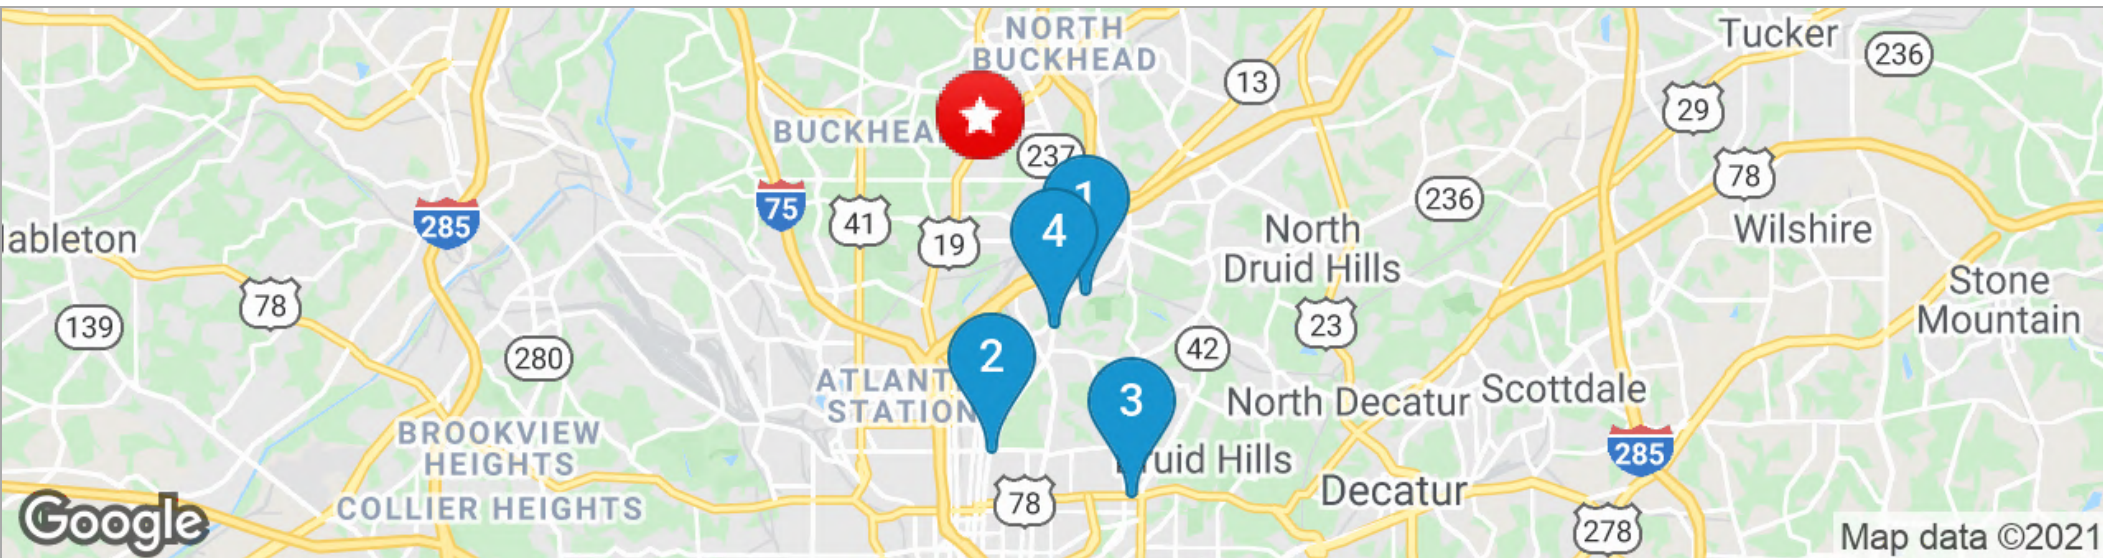 NORTH
BUCKHEAD
Tucker
236
13
29
BUCKHEA
237
78
1
75
236
285
41
19
4
North
Druid Hills
Wilshire
lableton
78
Stone
Mountain
139
23
280
42
2
ATLANT
STATION
3
North Decatur
Scottdale
BROOKVIEW
HEIGHTS
ruid Hills
285
COLLIER HEIGHTS
78
Decatur
278
Google
Map data ©2021